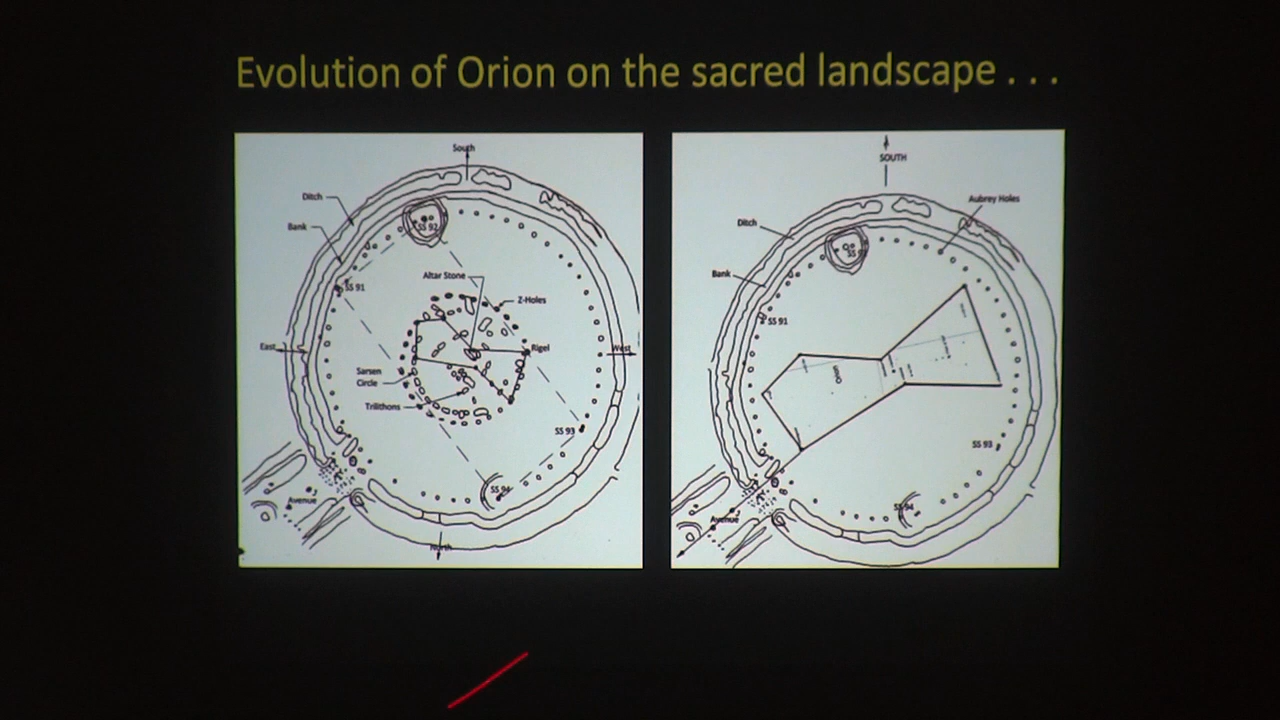 Evolution of Orion on the sacred landscape . . .
South
Ditch
SS 92
Bank
Altar Stone
SS 91
Z-Holes
East
Rigel
West
Sarsen
Circle
Trilithons
SS 93
SS 94
Avenue
North
SOUTH
Aubrey Holes
Ditch
Bank
SS 91
SS 93
SS 94
Avenue